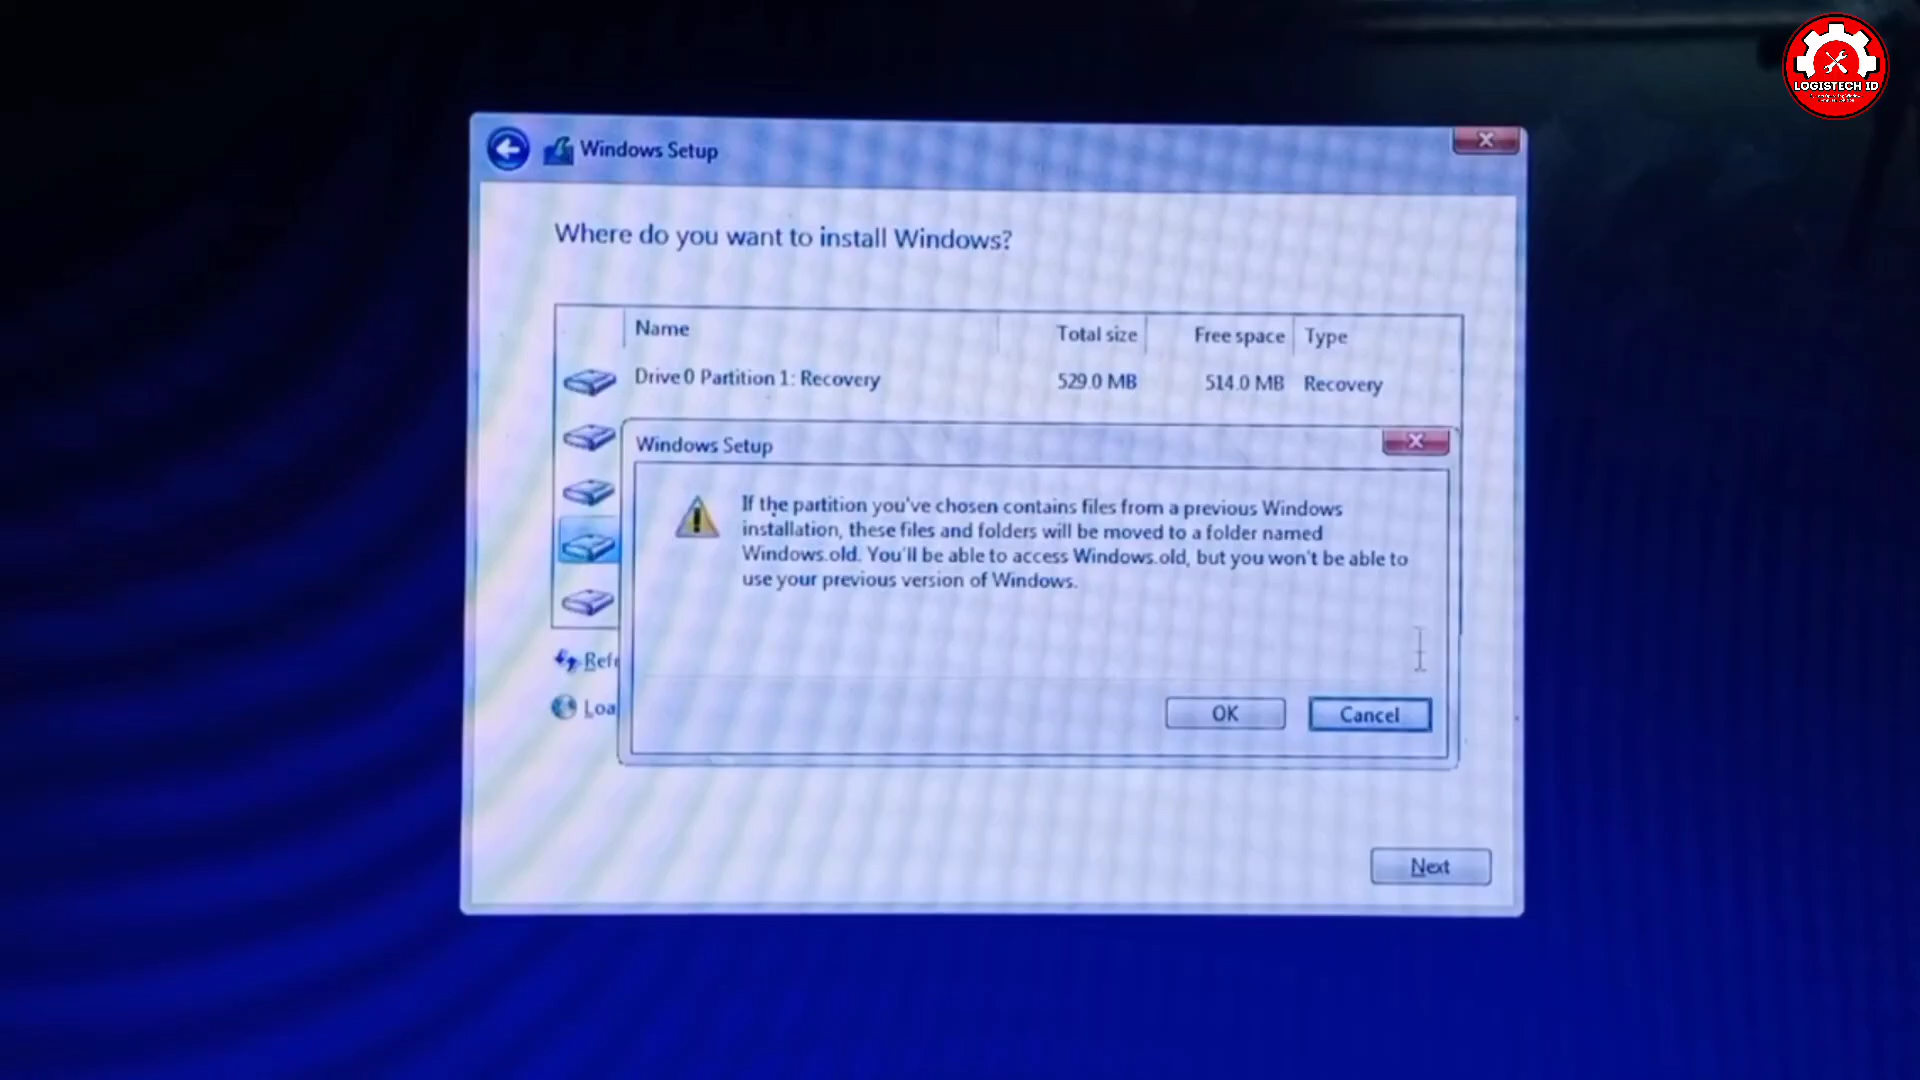 LOGISTECH ID
Windows Setup
Where do you want to install Windows?
Name Total size Free space Type
Drive 0 Partition 1: Recovery 529.0 MB 514.0 MB Recovery
Windows Setup
If the partition you've chosen contains files from a previous Windows
installation, these files and folders will be moved to a folder named
Windows.old. You'll be able to access Windows.old, but you won't be able to
use your previous version of Windows.
Refr
Loa
OK Cancel
Next